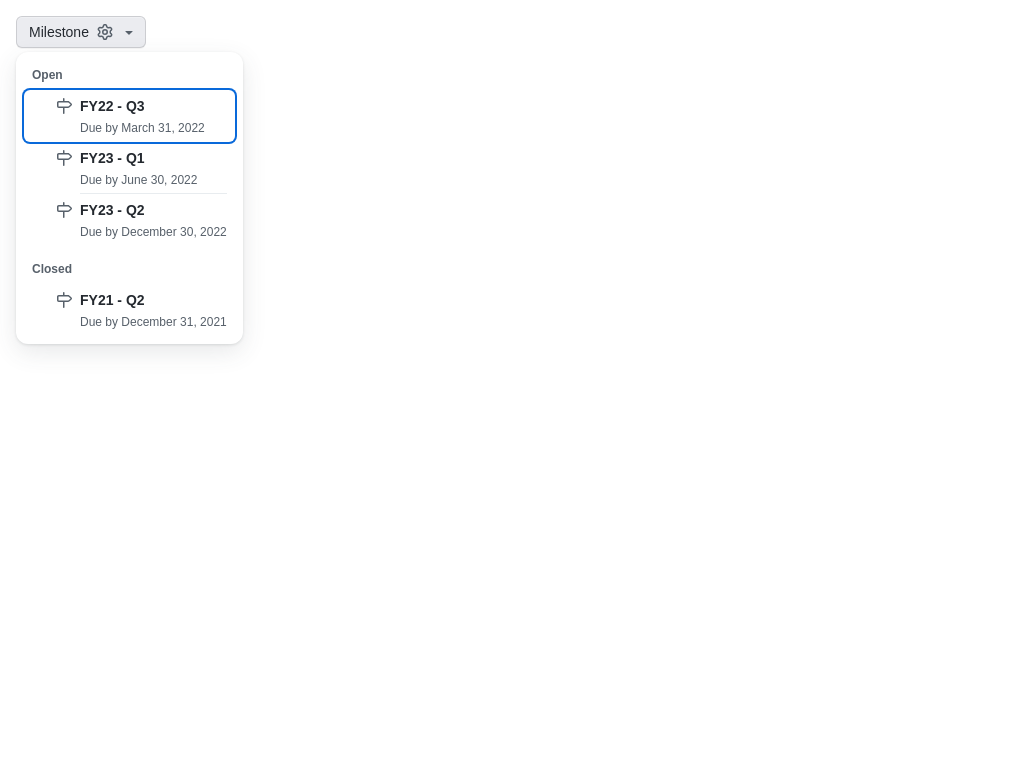 Milestone
Open
FY22 - Q3
Due by March 31, 2022
FY23 - Q1
Due by June 30, 2022
FY23 - Q2
Due by December 30, 2022
Closed
FY21 - Q2
Due by December 31, 2021